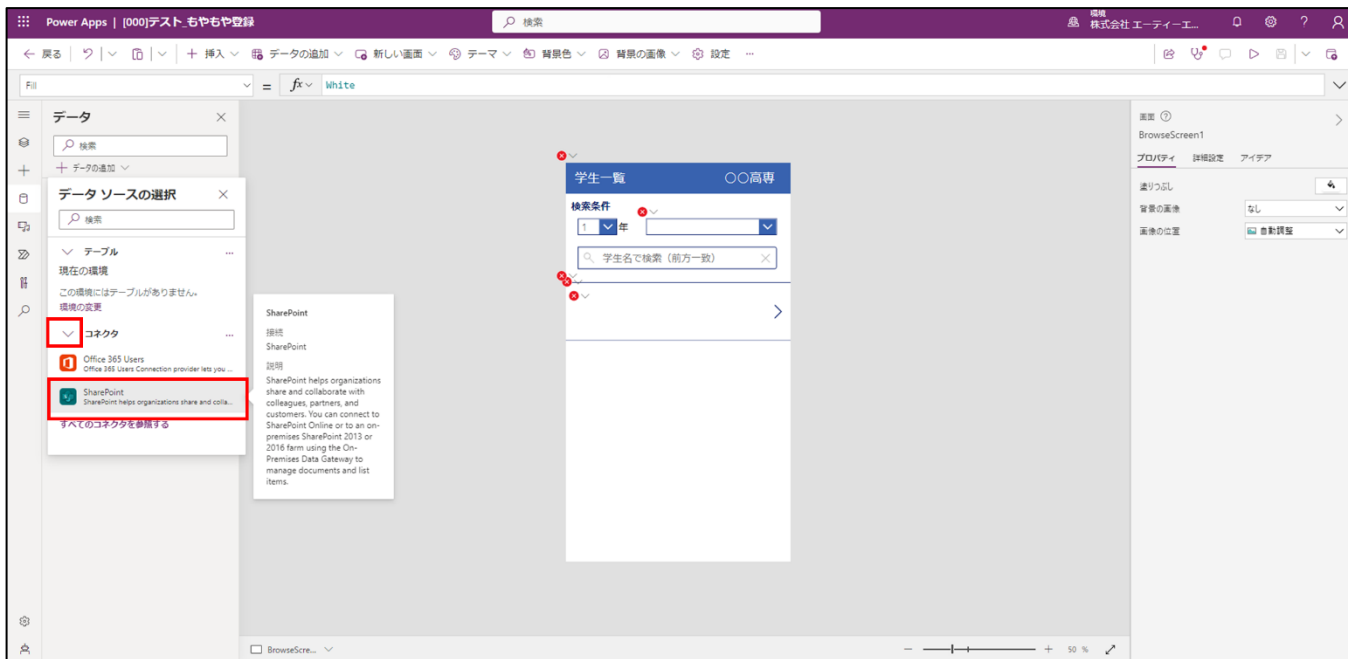 Power Apps | [000]テスト_もやもや登録
検索
環境
株式会社 エーティーエ...
戻る
挿入
データの追加
新しい画面
テーマ
背景色
背景の画像
設定
...
Fill
=
fx
White
データ
検索
データの追加
データ ソースの選択
検索
テーブル
...
現在の環境
この環境にはテーブルがありません。
環境の変更
コネクタ
...
Office 365 Users
Office 365 Users Connection provider lets you ...
SharePoint
SharePoint helps organizations share and colla...
すべてのコネクタを参照する
SharePoint
接続
SharePoint
説明
SharePoint helps organizations
share and collaborate with
colleagues, partners, and
customers. You can connect to
SharePoint Online or to an on-
premises SharePoint 2013 or
2016 farm using the On-
Premises Data Gateway to
manage documents and list
items.
学生一覧 〇〇高専
検索条件
1 年
学生名で検索（前方一致）
画面
BrowseScreen1
プロパティ 詳細設定 アイデア
塗りつぶし
背景の画像 なし
画像の位置 自動調整
BrowseScre...
50 %